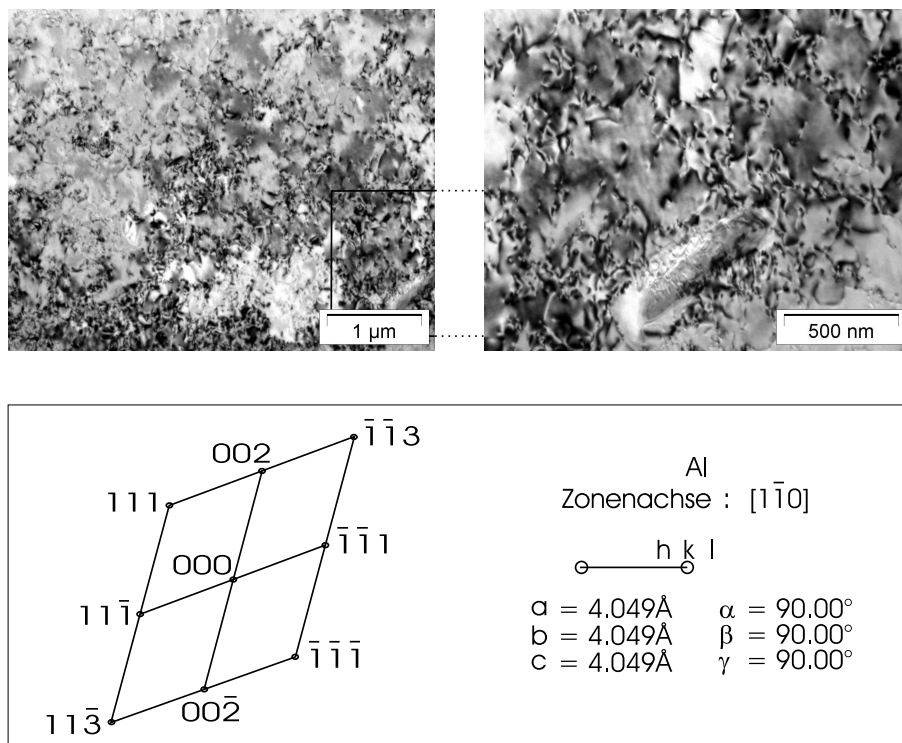 1 µm
500 nm
1̄1̄3
002
111
1̄1̄1
000
111̄
1̄1̄1̄
002̄
113̄
Al
Zonenachse : [11̄0]
h k l
a = 4.049Å α = 90.00°
b = 4.049Å β = 90.00°
c = 4.049Å γ = 90.00°